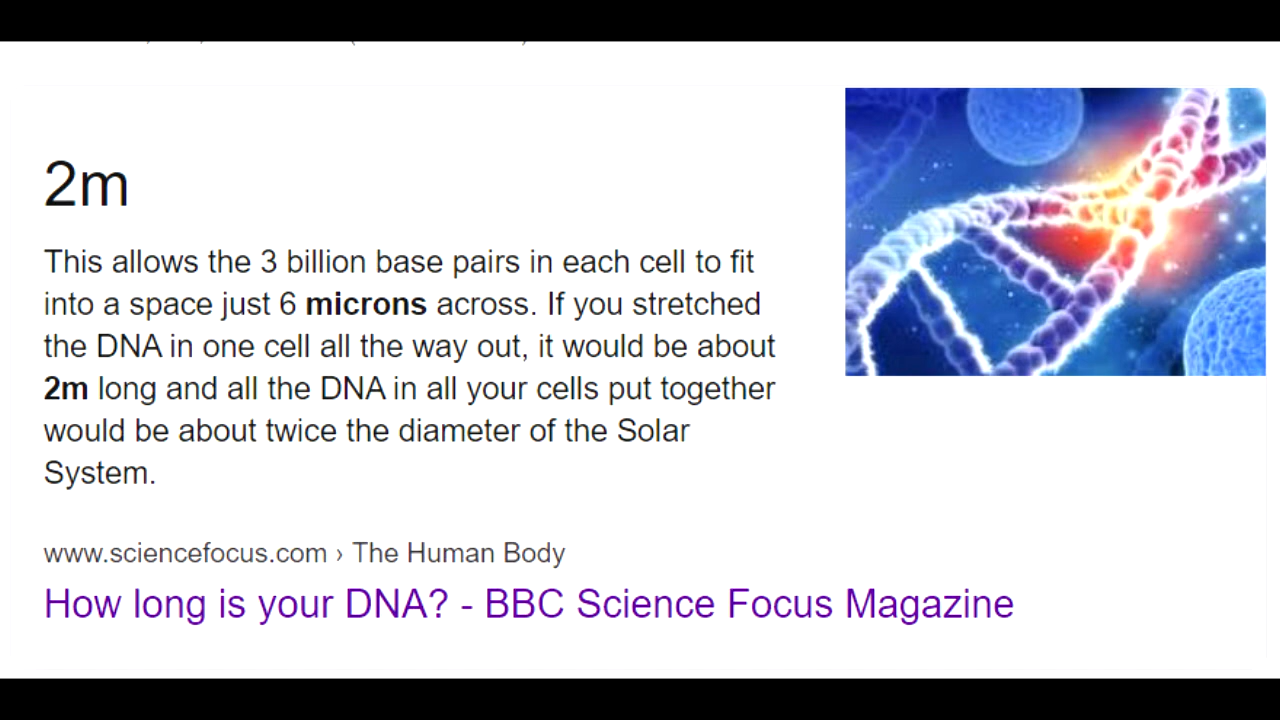 2m
This allows the 3 billion base pairs in each cell to fit
into a space just 6 microns across. If you stretched
the DNA in one cell all the way out, it would be about
2m long and all the DNA in all your cells put together
would be about twice the diameter of the Solar
System.
www.sciencefocus.com › The Human Body
How long is your DNA? - BBC Science Focus Magazine